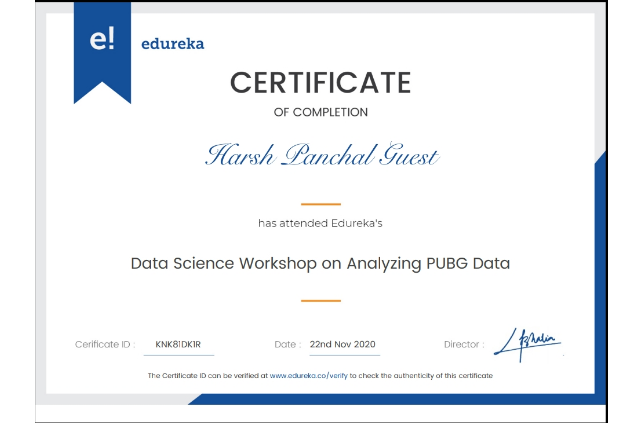 e! edureka
CERTIFICATE
OF COMPLETION
Harsh Panchal Guest
has attended Edureka's
Data Science Workshop on Analyzing PUBG Data
Cerificate ID : KNK81DK1R Date : 22nd Nov 2020 Director :
The Certificate ID can be verified at www.edureka.co/verify to check the authenticity of this certificate